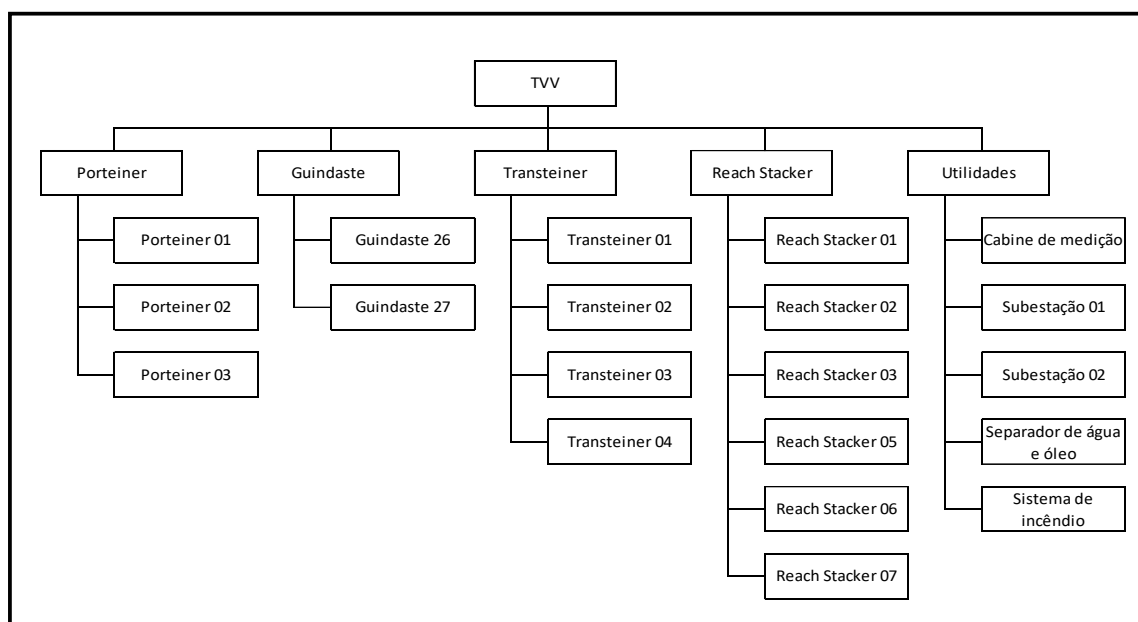 TVV
Porteiner
Guindaste
Transteiner
Reach Stacker
Utilidades
Porteiner 01
Guindaste 26
Transteiner 01
Reach Stacker 01
Cabine de medição
Porteiner 02
Guindaste 27
Transteiner 02
Reach Stacker 02
Subestação 01
Porteiner 03
Transteiner 03
Reach Stacker 03
Subestação 02
Transteiner 04
Reach Stacker 05
Separador de água
e óleo
Reach Stacker 06
Sistema de
incêndio
Reach Stacker 07